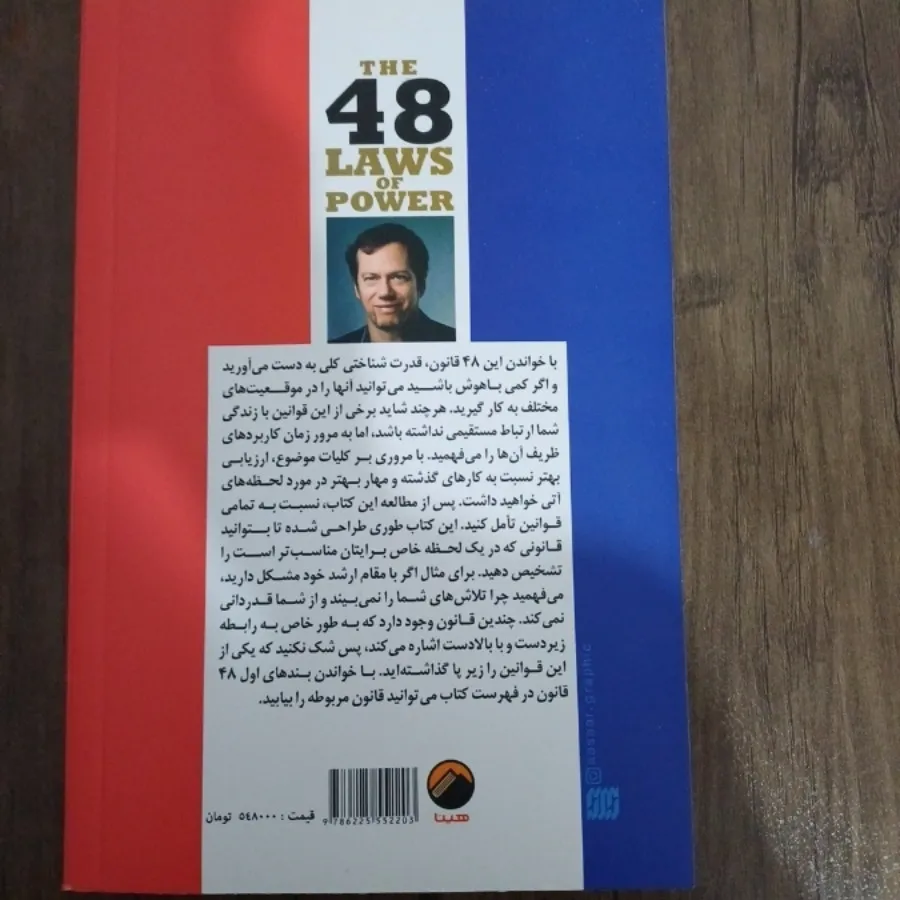 THE
48
LAWS
OF
POWER
با خواندن این ۴۸ قانون، قدرت شناختی کلی به دست می‌آورید
و اگر کمی باهوش باشید می‌توانید آنها را در موقعیت‌های
مختلف به کار گیرید. هرچند شاید برخی از این قوانین با زندگی
شما ارتباط مستقیمی نداشته باشد، اما به مرور زمان کاربردهای
ظریف آن‌ها را می‌فهمید. با مروری بر کلیات موضوع، ارزیابی
بهتر نسبت به کارهای گذشته و مهار بهتر در مورد لحظه‌های
آتی خواهید داشت. پس از مطالعه این کتاب، نسبت به تمامی
قوانین تأمل کنید. این کتاب طوری طراحی شده تا بتوانید
قانونی که در یک لحظه خاص برایتان مناسب‌تر است را
تشخیص دهید. برای مثال اگر با مقام ارشد خود مشکل دارید،
می‌فهمید چرا تلاش‌های شما را نمی‌بیند و از شما قدردانی
نمی‌کند. چندین قانون وجود دارد که به طور خاص به رابطه
زیردست و با بالادست اشاره می‌کند، پس شک نکنید که یکی از
این قوانین را زیر پا گذاشته‌اید. با خواندن بندهای اول ۴۸
قانون در فهرست کتاب می‌توانید قانون مربوطه را بیابید.
هینا
9 786225 552203
قیمت : ۵۴۸۰۰۰ تومان